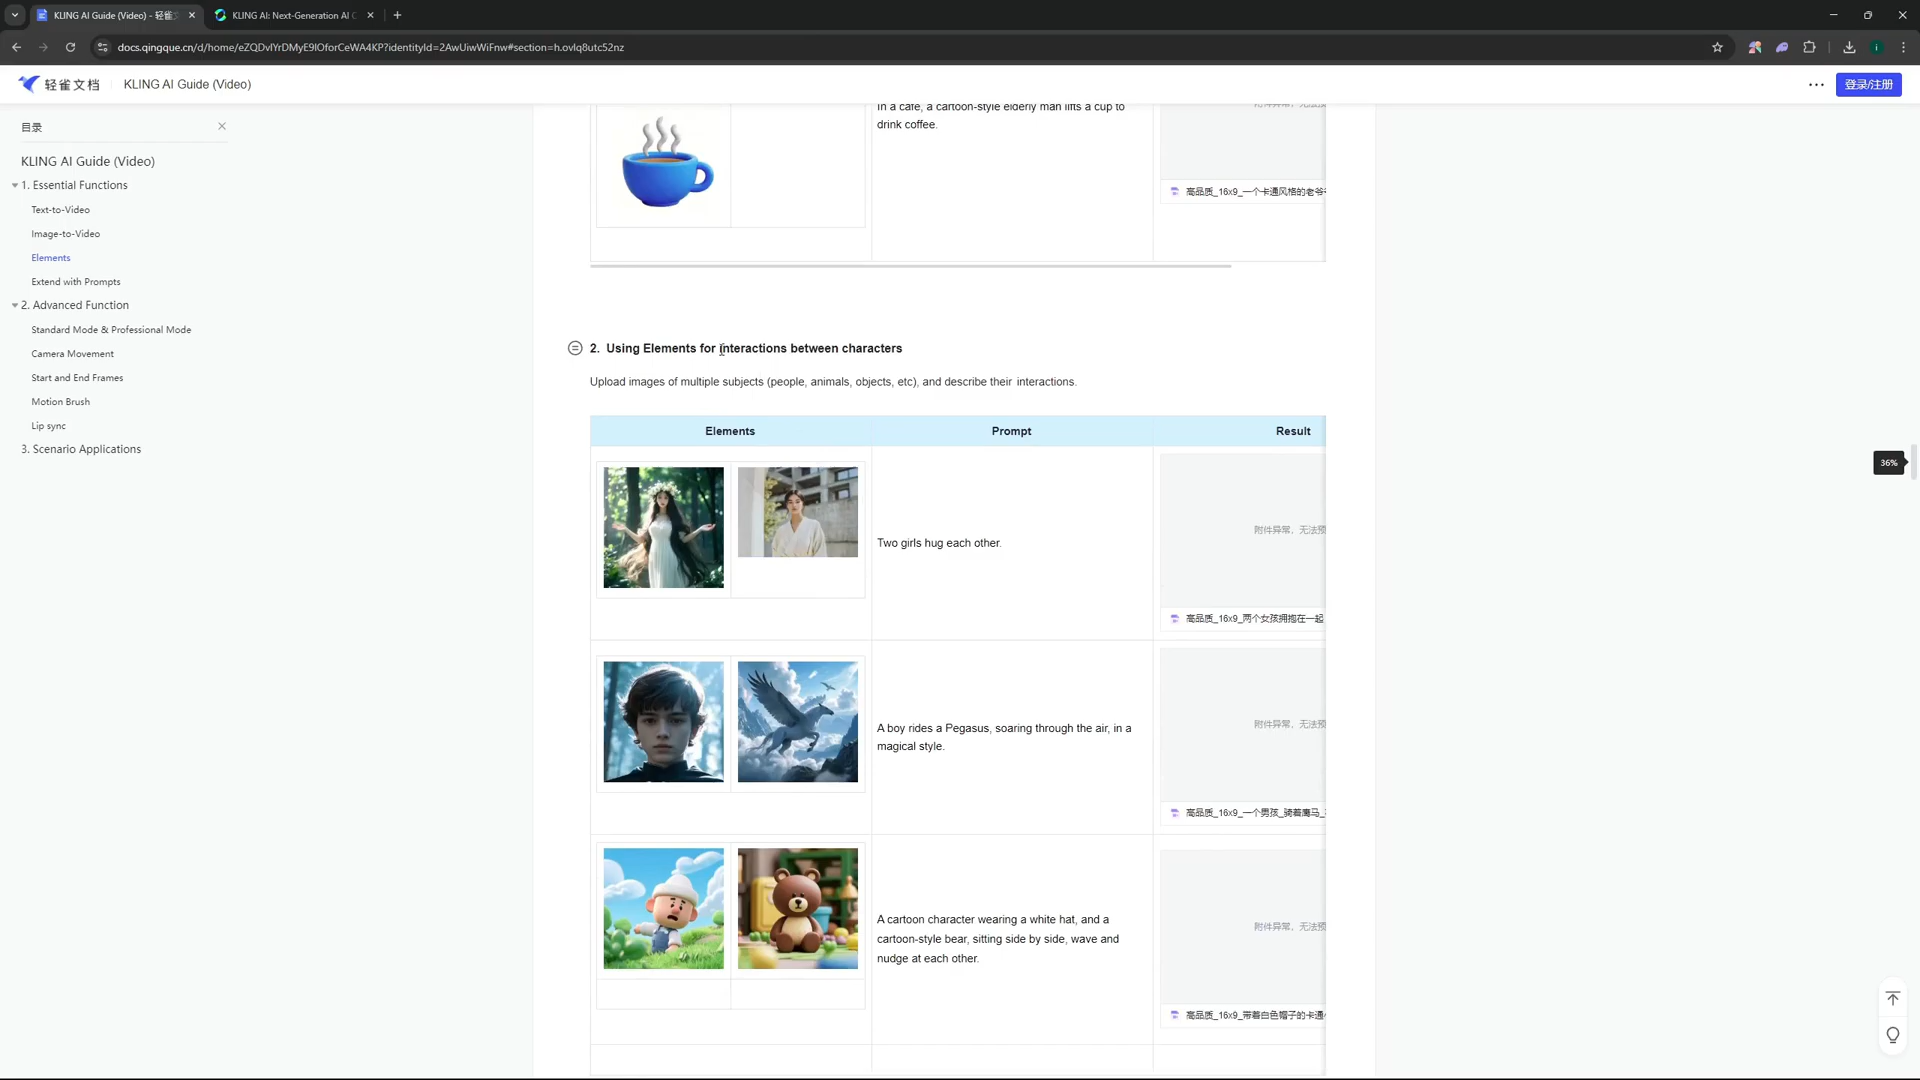 KLING AI Guide (Video) - 轻雀
KLING AI: Next-Generation AI C
docs.qingque.cn/d/home/eZQDvlYrDMyE9lOforCeWA4KP?identityId=2AwUiwWiFnw#section=h.ovlq8utc52nz
i
轻雀文档
KLING AI Guide (Video)
登录/注册
目录
KLING AI Guide (Video)
1. Essential Functions
Text-to-Video
Image-to-Video
Elements
Extend with Prompts
2. Advanced Function
Standard Mode & Professional Mode
Camera Movement
Start and End Frames
Motion Brush
Lip sync
3. Scenario Applications
In a cafe, a cartoon-style elderly man lifts a cup to
drink coffee.
高品质_16x9_一个卡通风格的老爷
2. Using Elements for interactions between characters
Upload images of multiple subjects (people, animals, objects, etc), and describe their interactions.
Elements Prompt Result
Two girls hug each other.
附件异常，无法预
高品质_16x9_两个女孩拥抱在一起
A boy rides a Pegasus, soaring through the air, in a
magical style.
附件异常，无法预
高品质_16x9_一个男孩_骑着鹰马_
A cartoon character wearing a white hat, and a
cartoon-style bear, sitting side by side, wave and
nudge at each other.
附件异常，无法预
高品质_16x9_带着白色帽子的卡通
36%